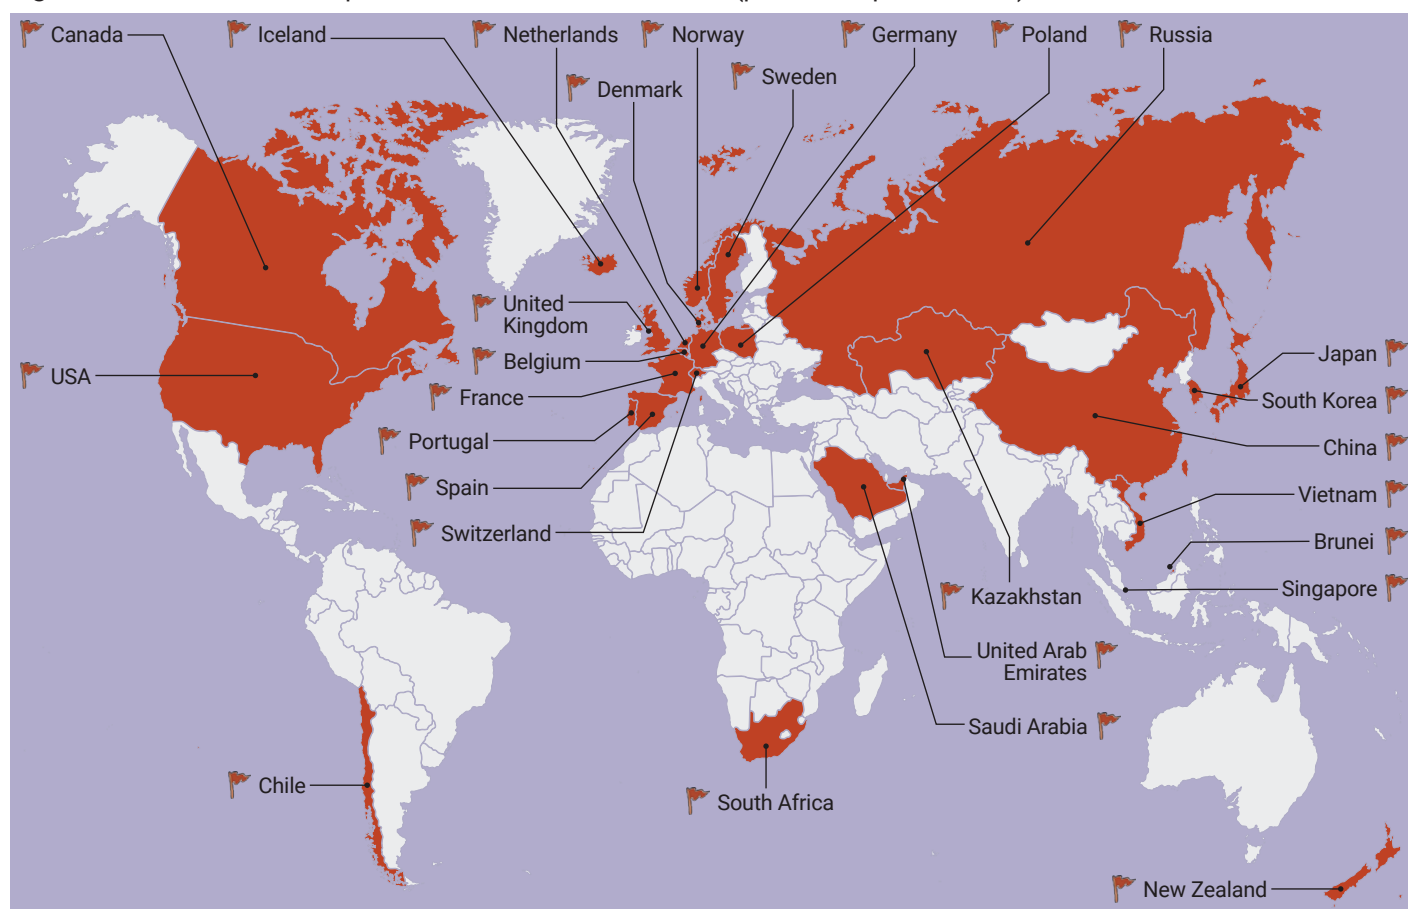 Canada
Iceland
Netherlands
Norway
Germany
Poland
Russia
Sweden
Denmark
United
Kingdom
Belgium
USA
France
Portugal
Spain
Switzerland
Japan
South Korea
China
Vietnam
Brunei
Singapore
Kazakhstan
United Arab
Emirates
Saudi Arabia
Chile
South Africa
New Zealand